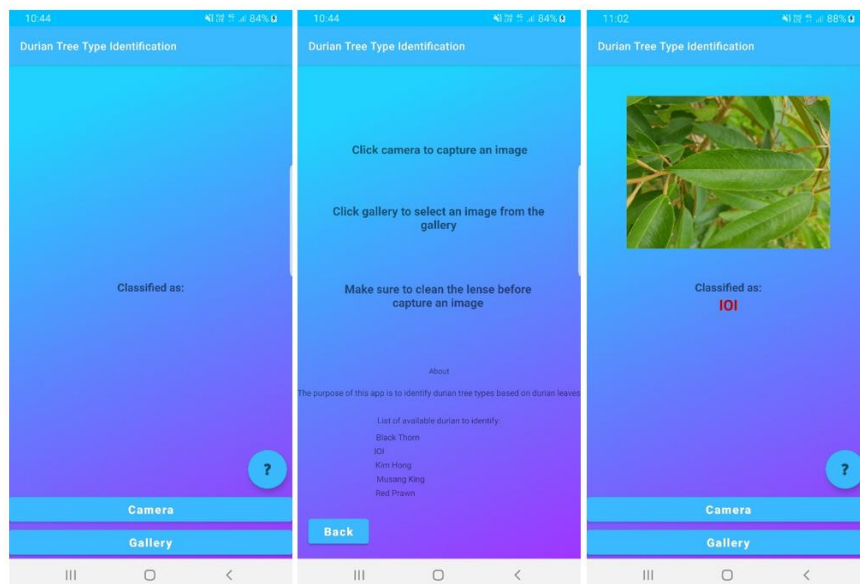 10:44
84%
Durian Tree Type Identification
Classified as:
?
Camera
Gallery
10:44
84%
Durian Tree Type Identification
Click camera to capture an image
Click gallery to select an image from the
gallery
Make sure to clean the lense before
capture an image
About
The purpose of this app is to identify durian tree types based on durian leaves
List of available durian to identify:
Black Thorn
IOI
Kim Hong
Musang King
Red Prawn
Back
11:02
88%
Durian Tree Type Identification
Classified as:
IOI
?
Camera
Gallery